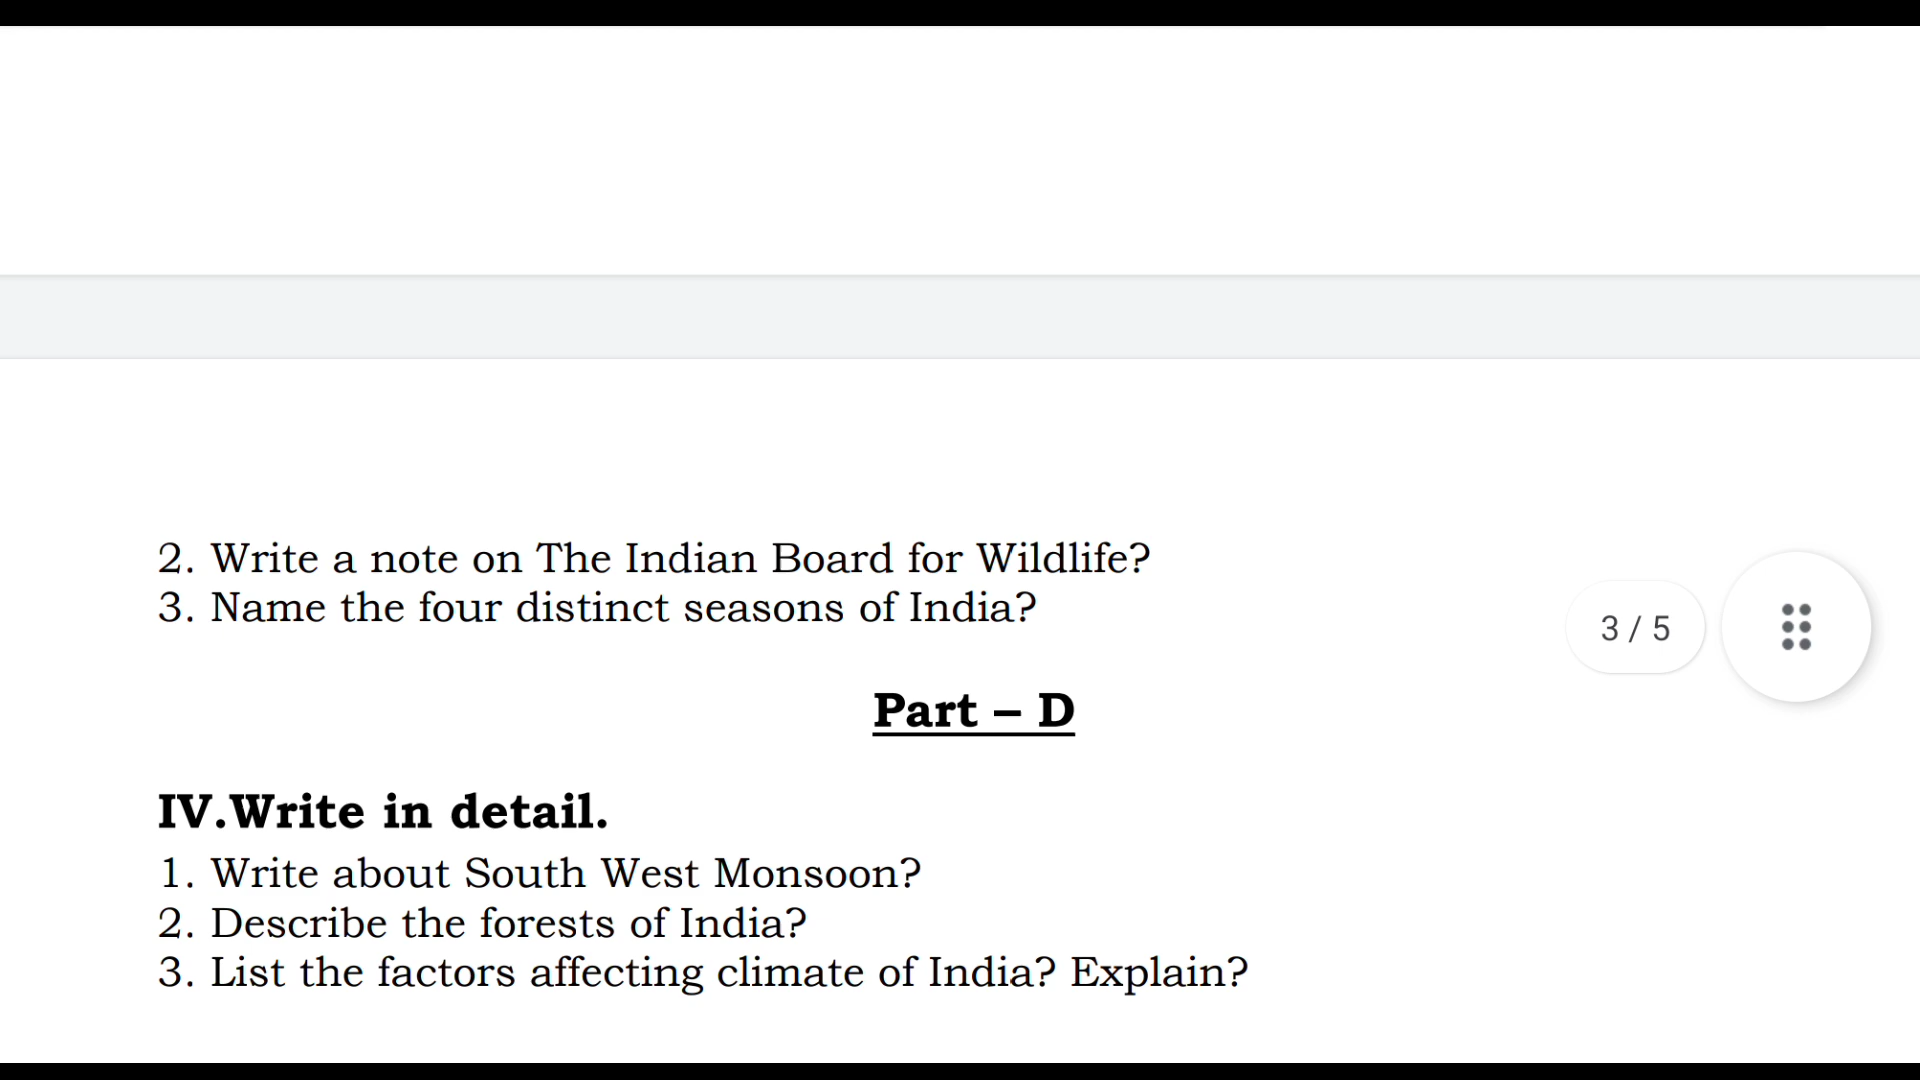 2. Write a note on The Indian Board for Wildlife?
3. Name the four distinct seasons of India?
3 / 5
Part – D
IV.Write in detail.
1. Write about South West Monsoon?
2. Describe the forests of India?
3. List the factors affecting climate of India? Explain?